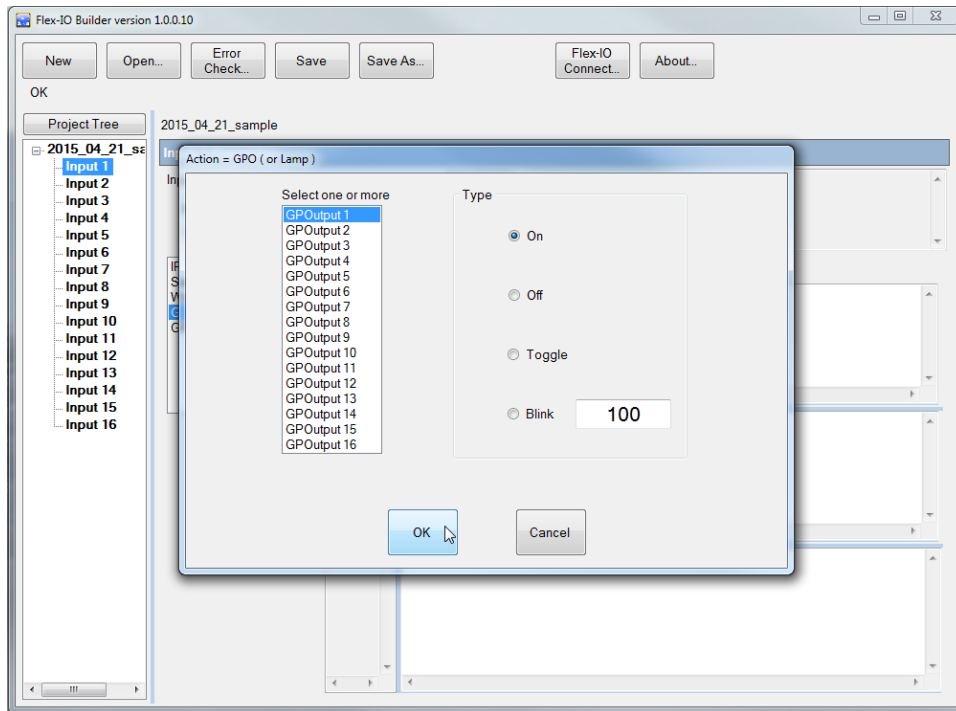 Flex-IO Builder version 1.0.0.10
New Open... Error Check... Save Save As... Flex-IO Connect... About...
OK
Project Tree
2015_04_21_sample
2015_04_21_sa
Input 1
Input 2
Input 3
Input 4
Input 5
Input 6
Input 7
Input 8
Input 9
Input 10
Input 11
Input 12
Input 13
Input 14
Input 15
Input 16
Action = GPO ( or Lamp )
Select one or more
GPOutput 1
GPOutput 2
GPOutput 3
GPOutput 4
GPOutput 5
GPOutput 6
GPOutput 7
GPOutput 8
GPOutput 9
GPOutput 10
GPOutput 11
GPOutput 12
GPOutput 13
GPOutput 14
GPOutput 15
GPOutput 16
Type
On
Off
Toggle
Blink 100
OK Cancel